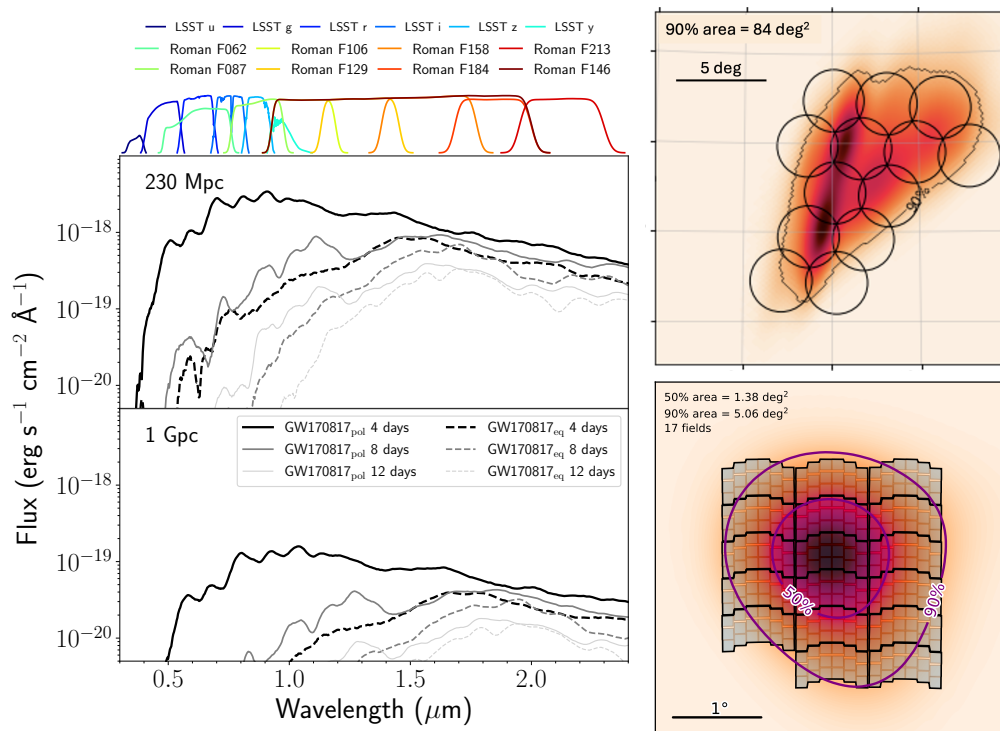 LSST u LSST g LSST r LSST i LSST z LSST y
Roman F062 Roman F106 Roman F158 Roman F213
Roman F087 Roman F129 Roman F184 Roman F146
230 Mpc
10⁻¹⁸
10⁻¹⁹
10⁻²⁰
1 Gpc
GW170817pol 4 days GW170817eq 4 days
GW170817pol 8 days GW170817eq 8 days
GW170817pol 12 days GW170817eq 12 days
10⁻¹⁸
10⁻¹⁹
10⁻²⁰
Flux (erg s⁻¹ cm⁻² Å⁻¹)
0.5 1.0 1.5 2.0
Wavelength (μm)
90% area = 84 deg²
5 deg
90%
50% area = 1.38 deg²
90% area = 5.06 deg²
17 fields
50%
90%
1°